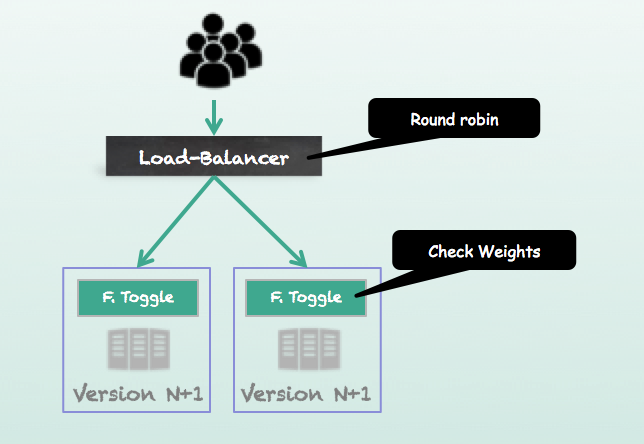 Round robin
Load-Balancer
Check Weights
F. Toggle
F. Toggle
Version N+1
Version N+1